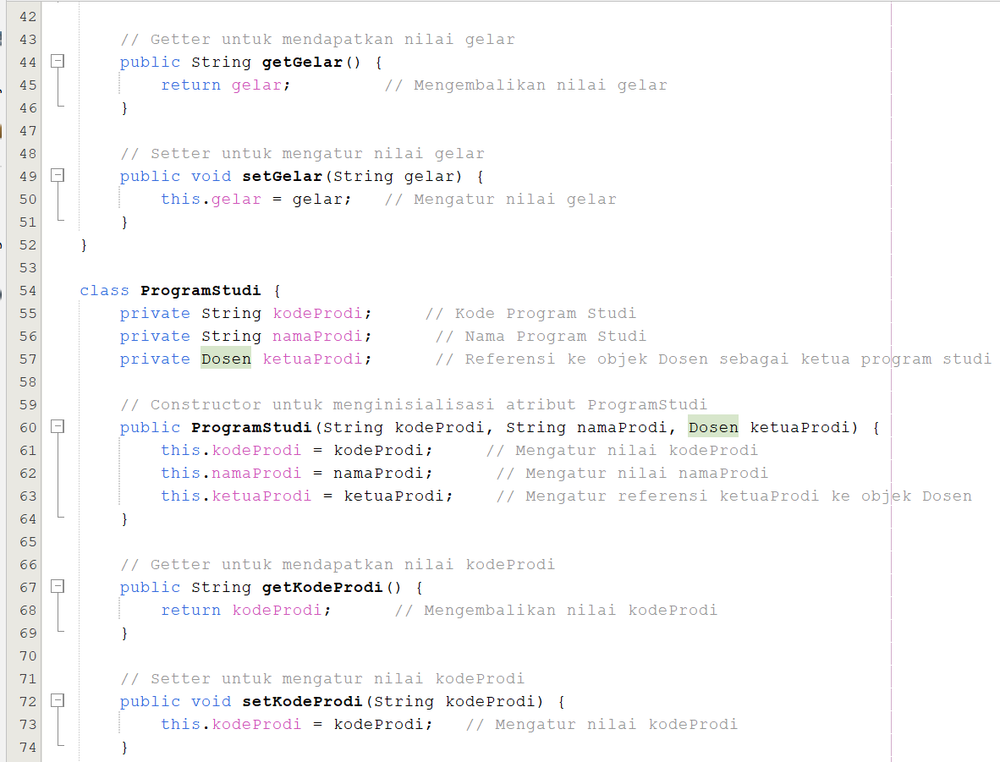 42
43 // Getter untuk mendapatkan nilai gelar
44 public String getGelar() {
45 return gelar; // Mengembalikan nilai gelar
46 }
47
48 // Setter untuk mengatur nilai gelar
49 public void setGelar(String gelar) {
50 this.gelar = gelar; // Mengatur nilai gelar
51 }
52 }
53
54 class ProgramStudi {
55 private String kodeProdi; // Kode Program Studi
56 private String namaProdi; // Nama Program Studi
57 private Dosen ketuaProdi; // Referensi ke objek Dosen sebagai ketua program studi
58
59 // Constructor untuk menginisialisasi atribut ProgramStudi
60 public ProgramStudi(String kodeProdi, String namaProdi, Dosen ketuaProdi) {
61 this.kodeProdi = kodeProdi; // Mengatur nilai kodeProdi
62 this.namaProdi = namaProdi; // Mengatur nilai namaProdi
63 this.ketuaProdi = ketuaProdi; // Mengatur referensi ketuaProdi ke objek Dosen
64 }
65
66 // Getter untuk mendapatkan nilai kodeProdi
67 public String getKodeProdi() {
68 return kodeProdi; // Mengembalikan nilai kodeProdi
69 }
70
71 // Setter untuk mengatur nilai kodeProdi
72 public void setKodeProdi(String kodeProdi) {
73 this.kodeProdi = kodeProdi; // Mengatur nilai kodeProdi
74 }